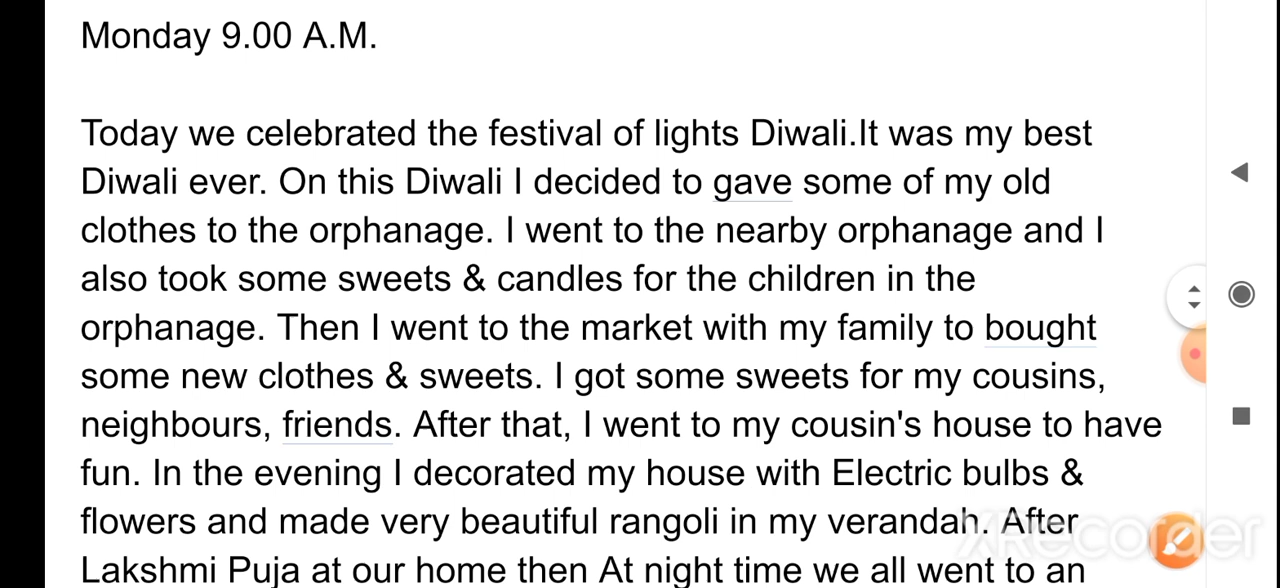 Monday 9.00 A.M.
Today we celebrated the festival of lights Diwali.It was my best
Diwali ever. On this Diwali I decided to gave some of my old
clothes to the orphanage. I went to the nearby orphanage and I
also took some sweets & candles for the children in the
orphanage. Then I went to the market with my family to bought
some new clothes & sweets. I got some sweets for my cousins,
neighbours, friends. After that, I went to my cousin's house to have
fun. In the evening I decorated my house with Electric bulbs &
flowers and made very beautiful rangoli in my verandah. After
XRecorder
Lakshmi Puja at our home then At night time we all went to an